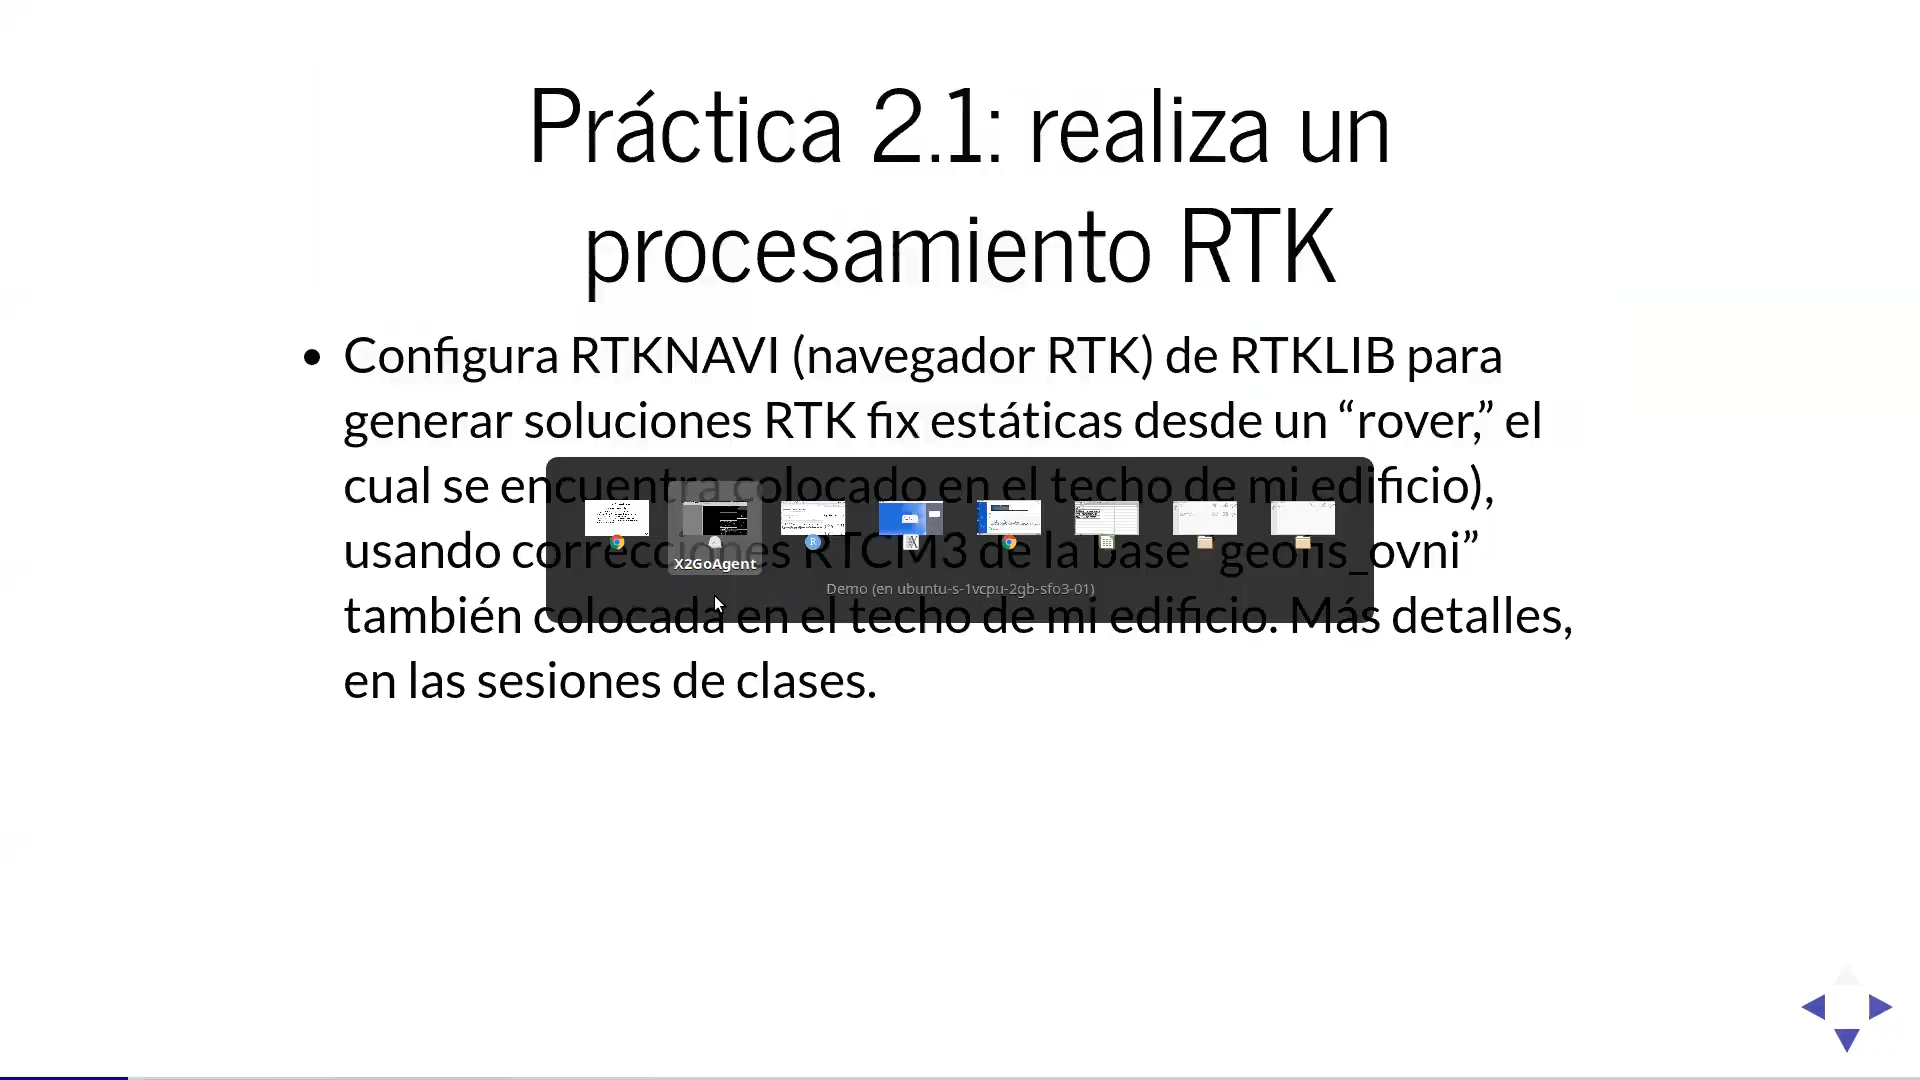 Práctica 2.1: realiza un
procesamiento RTK
• Configura RTKNAVI (navegador RTK) de RTKLIB para
generar soluciones RTK fix estáticas desde un “rover,” el
cual se encuentra colocado en el techo de mi edificio),
usando correcciones RTCM3 de la base “geofis_ovni”
también colocada en el techo de mi edificio. Más detalles,
en las sesiones de clases.
X2GoAgent
Demo (en ubuntu-s-1vcpu-2gb-sfo3-01)